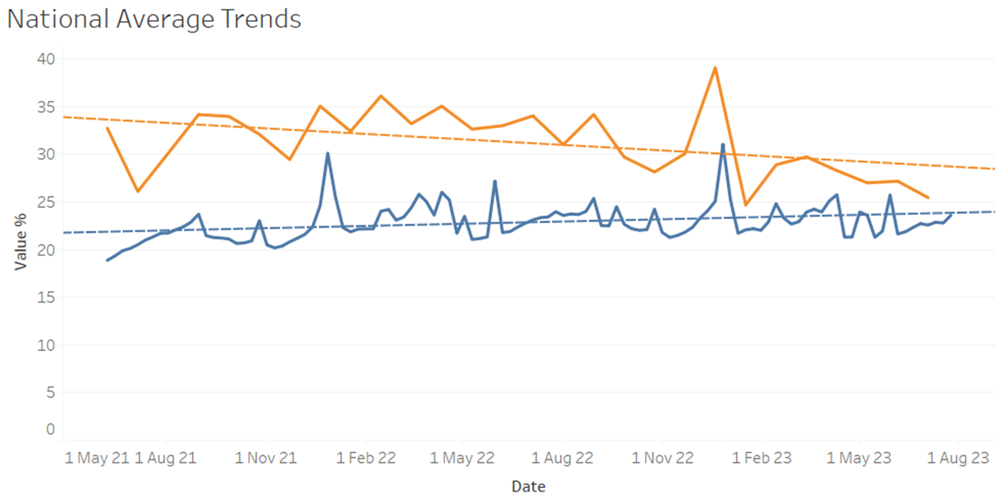 National Average Trends
40
35
30
25
20
15
10
5
0
Value %
1 May 21 1 Aug 21 1 Nov 21 1 Feb 22 1 May 22 1 Aug 22 1 Nov 22 1 Feb 23 1 May 23 1 Aug 23
Date